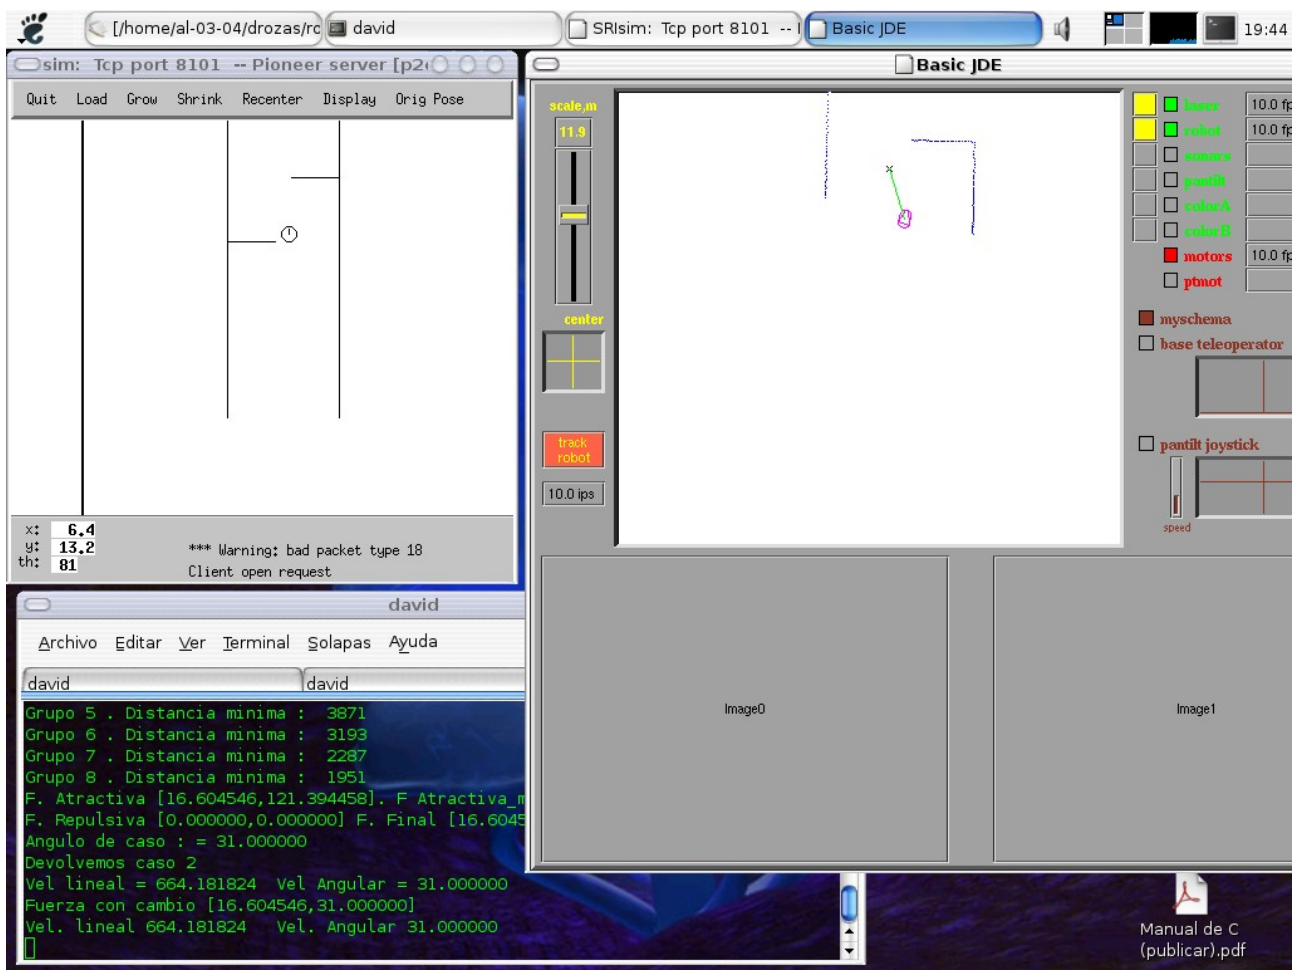 [/home/al-03-04/drozas/ro
david
SRIsim: Tcp port 8101 -- I
Basic JDE
19:44
sim: Tcp port 8101 -- Pioneer server [p2
Quit Load Grow Shrink Recenter Display Orig Pose
x: 6.4
y: 13.2
th: 81
*** Warning: bad packet type 18
Client open request
Basic JDE
scale,m
11.9
center
track
robot
10.0 ips
laser 10.0 fp
robot 10.0 fp
sonars
pantilt
colorA
colorB
motors 10.0 fp
ptmot
myschema
base teleoperator
pantilt joystick
speed
Image0
Image1
david
Archivo Editar Ver Terminal Solapas Ayuda
david
david
Grupo 5 . Distancia minima : 3871
Grupo 6 . Distancia minima : 3193
Grupo 7 . Distancia minima : 2287
Grupo 8 . Distancia minima : 1951
F. Atractiva [16.604546,121.394458]. F Atractiva_m
F. Repulsiva [0.000000,0.000000] F. Final [16.6045
Angulo de caso : = 31.000000
Devolvemos caso 2
Vel lineal = 664.181824 Vel Angular = 31.000000
Fuerza con cambio [16.604546,31.000000]
Vel. lineal 664.181824 Vel. Angular 31.000000
Manual de C
(publicar).pdf